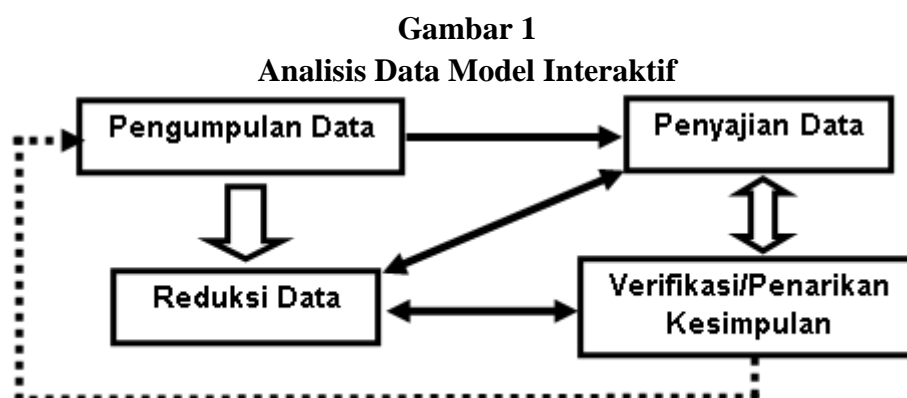 Gambar 1
Analisis Data Model Interaktif
Pengumpulan Data
Penyajian Data
Reduksi Data
Verifikasi/Penarikan
Kesimpulan